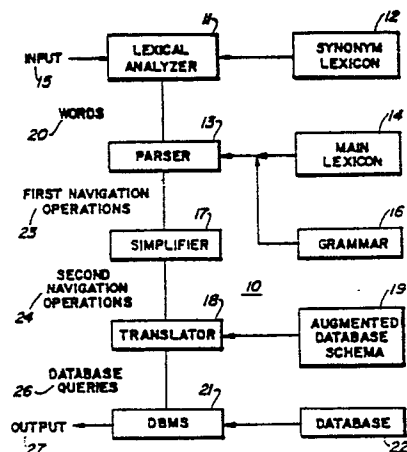 11
12
LEXICAL
ANALYZER
SYNONYM
LEXICON
INPUT
15
WORDS
20
13
14
PARSER
MAIN
LEXICON
FIRST NAVIGATION
OPERATIONS
23
17
16
GRAMMAR
SIMPLIFIER
SECOND
NAVIGATION
OPERATIONS
24
18
10
19
TRANSLATOR
AUGMENTED
DATABASE
SCHEMA
DATABASE
QUERIES
26
21
OUTPUT
27
DBMS
DATABASE
22